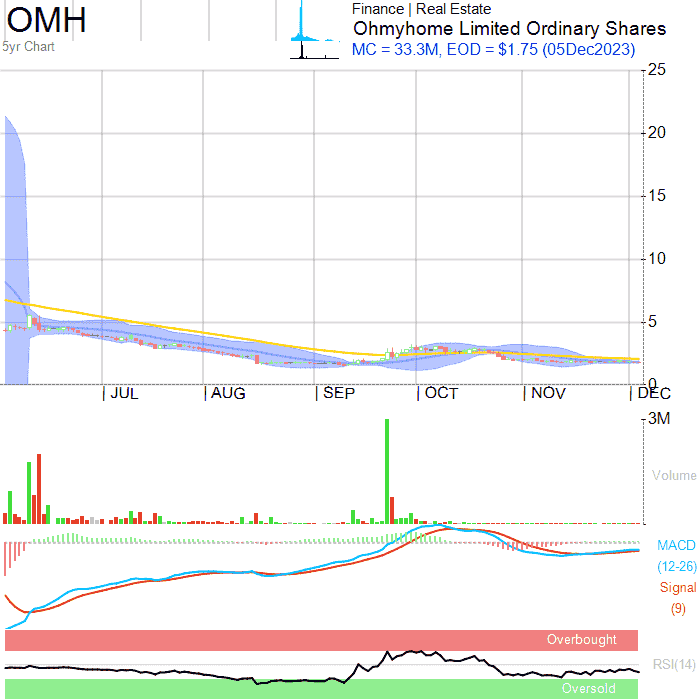 OMH
Finance | Real Estate
Ohmyhome Limited Ordinary Shares
5yr Chart
MC = 33.3M, EOD = $1.75 (05Dec2023)
25
20
15
10
5
0
JUL AUG SEP OCT NOV DEC
3M
Volume
MACD
(12-26)
Signal
(9)
Overbought
RSI(14)
Oversold